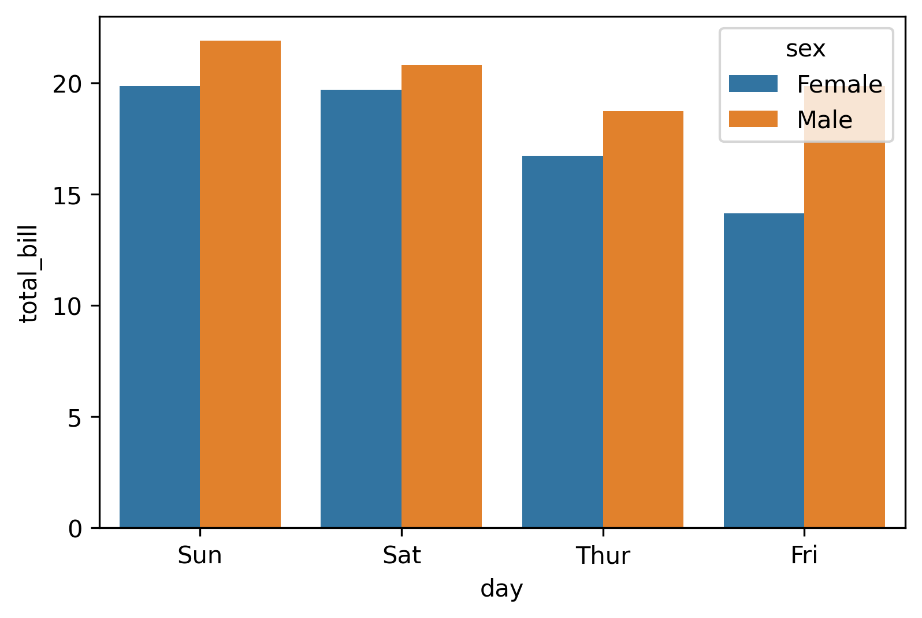 sex
Female
Male
20
15
10
5
0
total_bill
Sun Sat Thur Fri
day